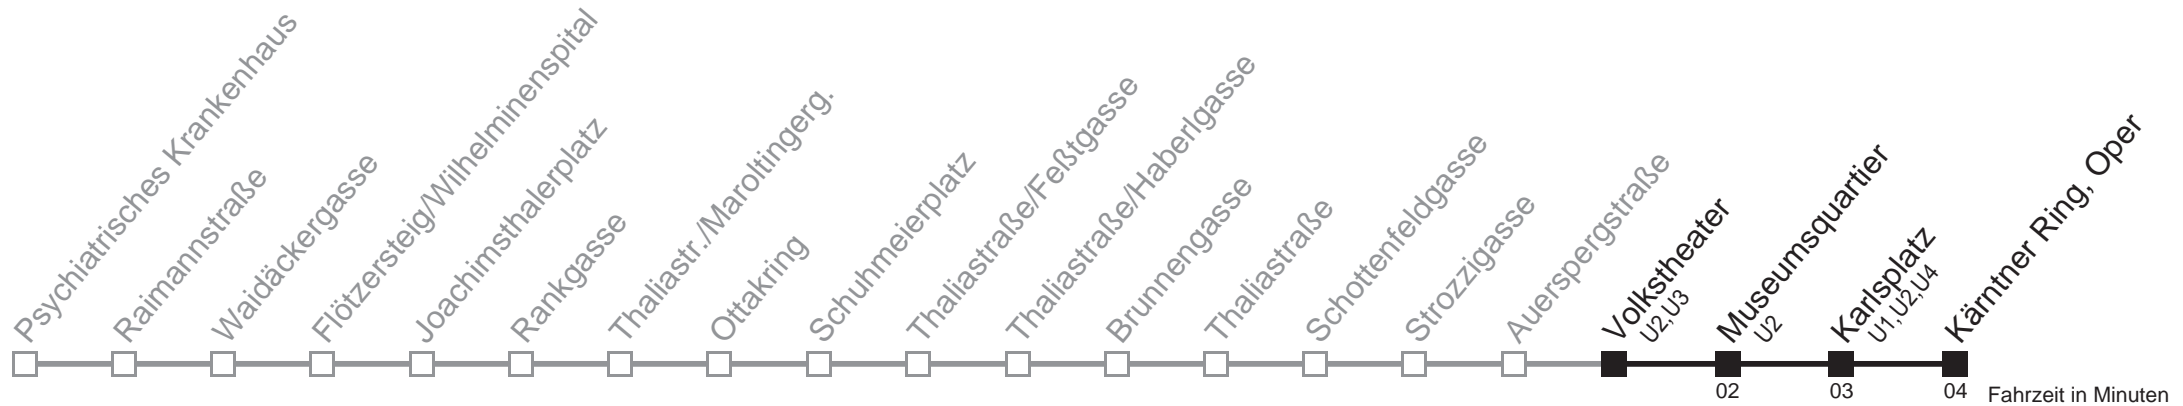 Psychiatrisches Krankenhaus
Raimannstraße
Waidäckergasse
Flötzersteig/Wilhelminenspital
Joachimsthalerplatz
Rankgasse
Thaliastr./Maroltingerg.
Ottakring
Schuhmeierplatz
Thaliastraße/Feßtgasse
Thaliastraße/Haberlgasse
Brunnengasse
Thaliastraße
Schottenfeldgasse
Strozzigasse
Auerspergstraße
Volkstheater
U2,U3
Museumsquartier
U2
Karlsplatz
U1,U2,U4
Kärntner Ring, Oper
02
03
04
Fahrzeit in Minuten